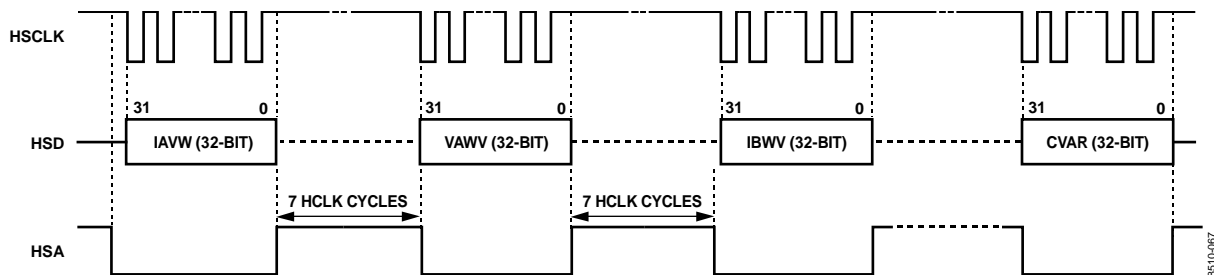 HSCLK
31 0 31 0 31 0 31 0
HSD IAVW (32-BIT) VAWV (32-BIT) IBWV (32-BIT) CVAR (32-BIT)
7 HCLK CYCLES 7 HCLK CYCLES
HSA